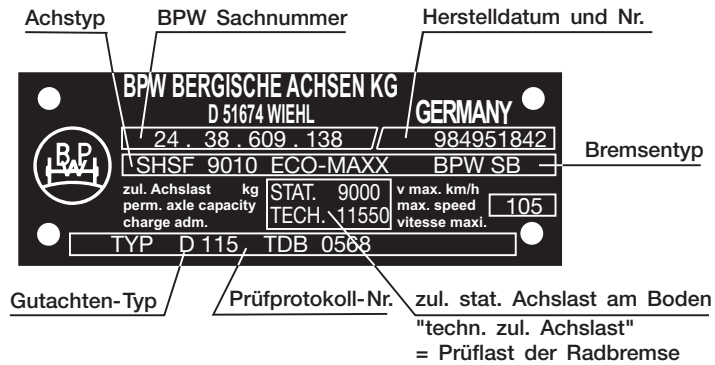 Achstyp BPW Sachnummer Herstelldatum und Nr.
BPW BERGISCHE ACHSEN KG
D 51674 WIEHL GERMANY
24 . 38 . 609 . 138 984951842
BPW
SHSF 9010 ECO-MAXX BPW SB Bremsentyp
zul. Achslast kg STAT. 9000 v max. km/h
perm. axle capacity TECH. 11550 max. speed 105
charge adm. vitesse maxi.
TYP D 115 TDB 0568
Gutachten-Typ Prüfprotokoll-Nr. zul. stat. Achslast am Boden
"techn. zul. Achslast"
= Prüflast der Radbremse